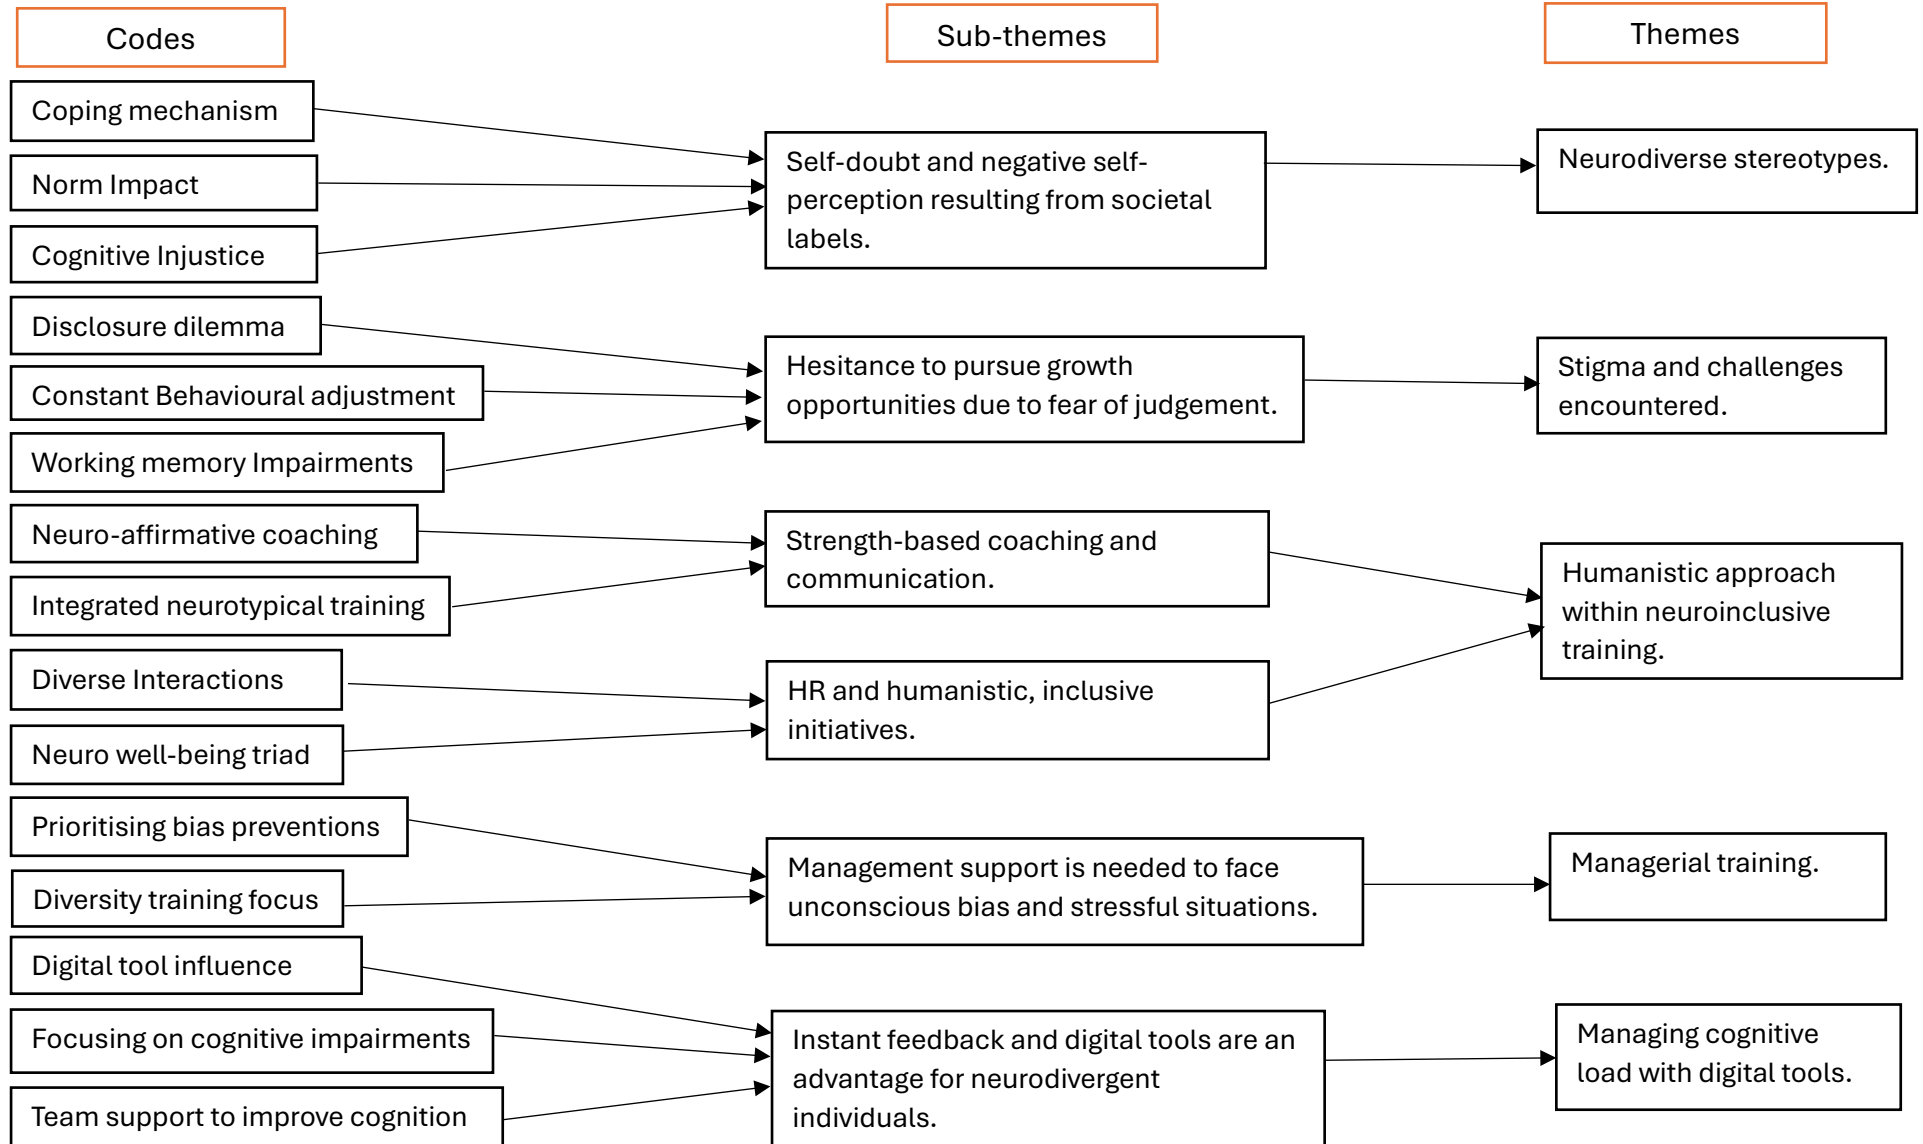 Codes
Sub-themes
Themes
Coping mechanism
Norm Impact
Cognitive Injustice
Disclosure dilemma
Constant Behavioural adjustment
Working memory Impairments
Neuro-affirmative coaching
Integrated neurotypical training
Diverse Interactions
Neuro well-being triad
Prioritising bias preventions
Diversity training focus
Digital tool influence
Focusing on cognitive impairments
Team support to improve cognition
Self-doubt and negative self-
perception resulting from societal
labels.
Hesitance to pursue growth
opportunities due to fear of judgement.
Strength-based coaching and
communication.
HR and humanistic, inclusive
initiatives.
Management support is needed to face
unconscious bias and stressful situations.
Instant feedback and digital tools are an
advantage for neurodivergent
individuals.
Neurodiverse stereotypes.
Stigma and challenges
encountered.
Humanistic approach
within neuroinclusive
training.
Managerial training.
Managing cognitive
load with digital tools.